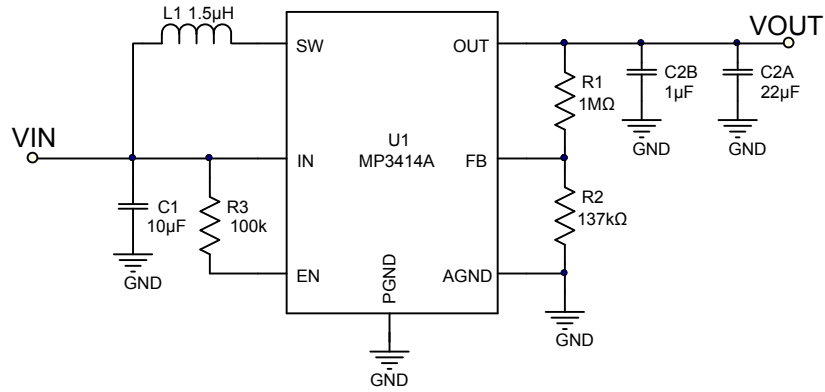 L1 1.5µH
VOUT
SW
OUT
R1
1MΩ
C2B
1µF
C2A
22µF
GND
GND
VIN
U1
MP3414A
IN
FB
C1
10µF
R3
100k
R2
137kΩ
GND
EN
PGND
AGND
GND
GND